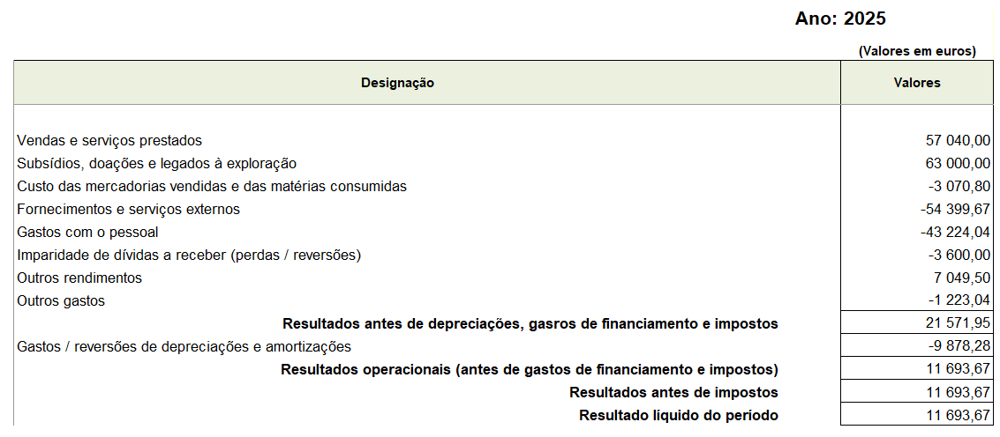 Ano: 2025
(Valores em euros)
Designação Valores
Vendas e serviços prestados 57 040,00
Subsídios, doações e legados à exploração 63 000,00
Custo das mercadorias vendidas e das matérias consumidas -3 070,80
Fornecimentos e serviços externos -54 399,67
Gastos com o pessoal -43 224,04
Imparidade de dívidas a receber (perdas / reversões) -3 600,00
Outros rendimentos 7 049,50
Outros gastos -1 223,04
Resultados antes de depreciações, gasros de financiamento e impostos 21 571,95
Gastos / reversões de depreciações e amortizações -9 878,28
Resultados operacionais (antes de gastos de financiamento e impostos) 11 693,67
Resultados antes de impostos 11 693,67
Resultado líquido do período 11 693,67